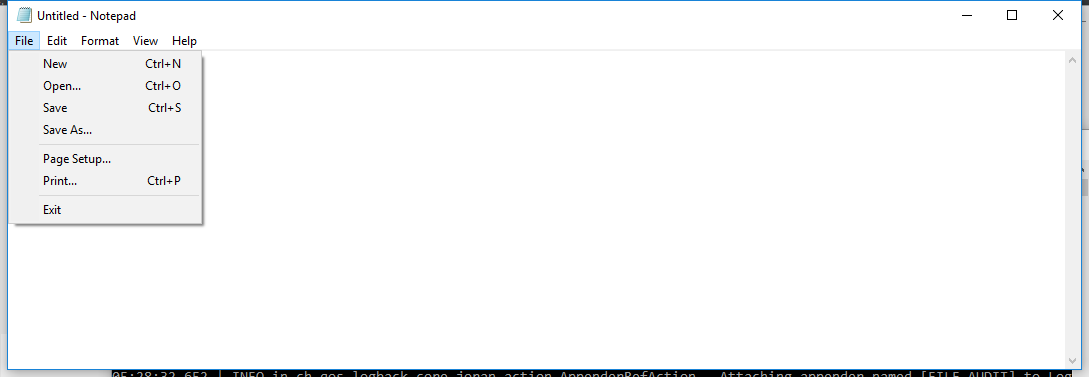 Untitled - Notepad
File Edit Format View Help
New Ctrl+N
Open... Ctrl+O
Save Ctrl+S
Save As...
Page Setup...
Print... Ctrl+P
Exit
05:28:32.652 | INFO in ch.qos.logback.core.joran.action.AppenderRefAction - Attaching appender named [FILE_AUDIT] to Log